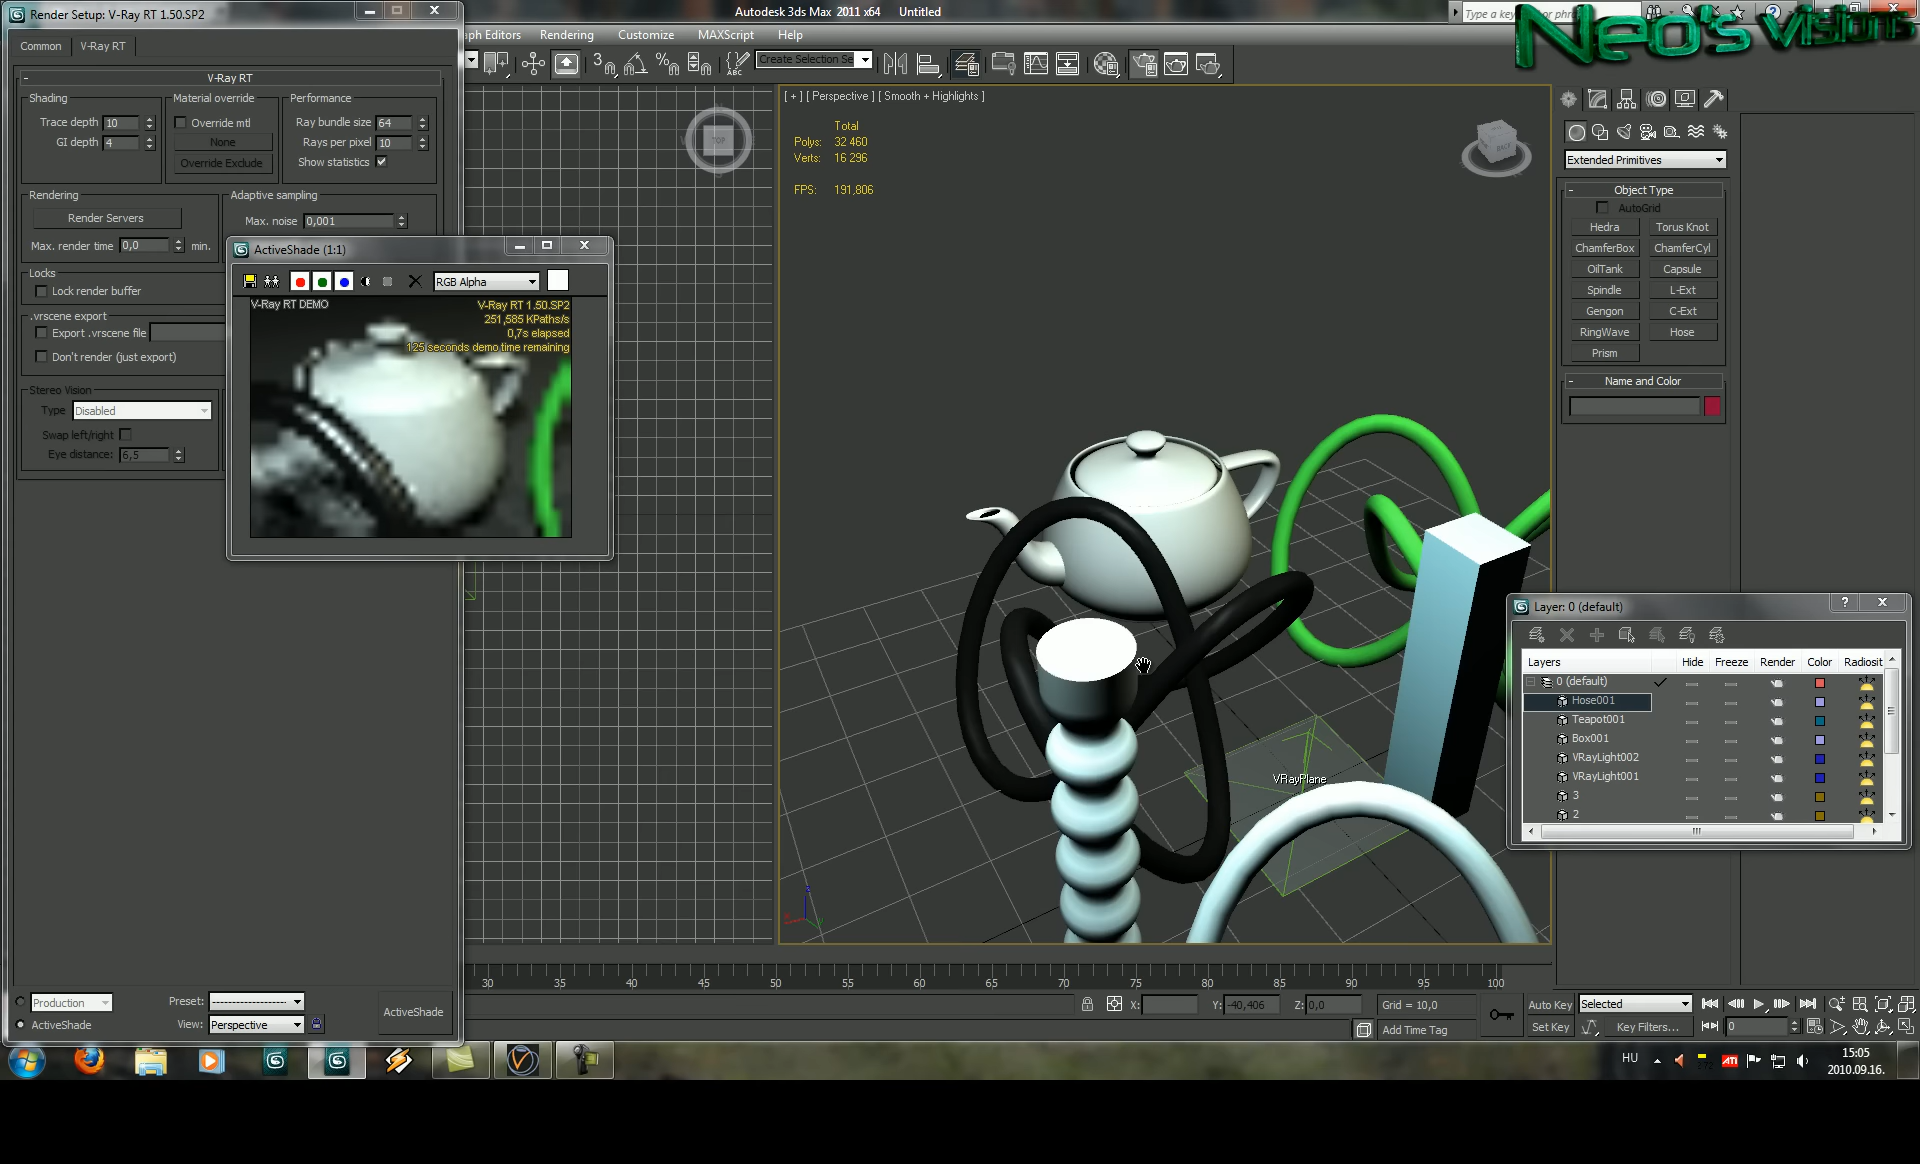 Render Setup: V-Ray RT 1.50.SP2
Autodesk 3ds Max 2011 x64 Untitled
Type a key
Neo's visions
Common V-Ray RT
ph Editors Rendering Customize MAXScript Help
Create Selection Se
V-Ray RT
Shading
Trace depth 10
GI depth 4
Material override
Override mtl
None
Override Exclude
Performance
Ray bundle size 64
Rays per pixel 10
Show statistics
Rendering
Render Servers
Max. render time 0,0 min.
Adaptive sampling
Max. noise 0,001
Locks
Lock render buffer
.vrscene export
Export .vrscene file
Don't render (just export)
Stereo Vision
Type Disabled
Swap left/right
Eye distance: 6,5
ActiveShade (1:1)
RGB Alpha
V-Ray RT DEMO
V-Ray RT 1.50.SP2
251,585 KPaths/s
0,7s elapsed
125 seconds demo time remaining
TOP
[ + ] [ Perspective ] [ Smooth + Highlights ]
Total
Polys: 32 460
Verts: 16 296
FPS: 191,806
BACK
VRayPlane
Extended Primitives
Object Type
AutoGrid
Hedra Torus Knot
ChamferBox ChamferCyl
OilTank Capsule
Spindle L-Ext
Gengon C-Ext
RingWave Hose
Prism
Name and Color
Layer: 0 (default)
Layers Hide Freeze Render Color Radiosit
0 (default)
Hose001
Teapot001
Box001
VRayLight002
VRayLight001
3
2
30 35 40 45 50 55 60 65 70 75 80 85 90 95 100
Production
ActiveShade
Preset: --------------------
View: Perspective
ActiveShade
X: Y: -40,406 Z: 0,0 Grid = 10,0
Add Time Tag
Auto Key Selected
Set Key Key Filters...
0
HU
ATI
15:05
2010.09.16.